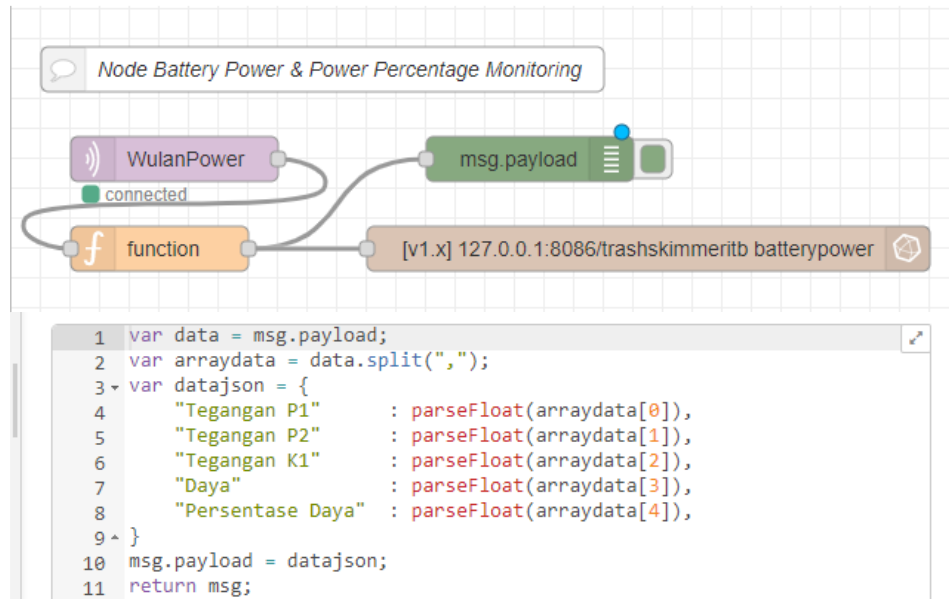 Node Battery Power & Power Percentage Monitoring
WulanPower
msg.payload
connected
function
[v1.x] 127.0.0.1:8086/trashskimmeritb batterypower
1 var data = msg.payload;
2 var arraydata = data.split(",");
3 var datajson = {
4 "Tegangan P1" : parseFloat(arraydata[0]),
5 "Tegangan P2" : parseFloat(arraydata[1]),
6 "Tegangan K1" : parseFloat(arraydata[2]),
7 "Daya" : parseFloat(arraydata[3]),
8 "Persentase Daya" : parseFloat(arraydata[4]),
9 }
10 msg.payload = datajson;
11 return msg;